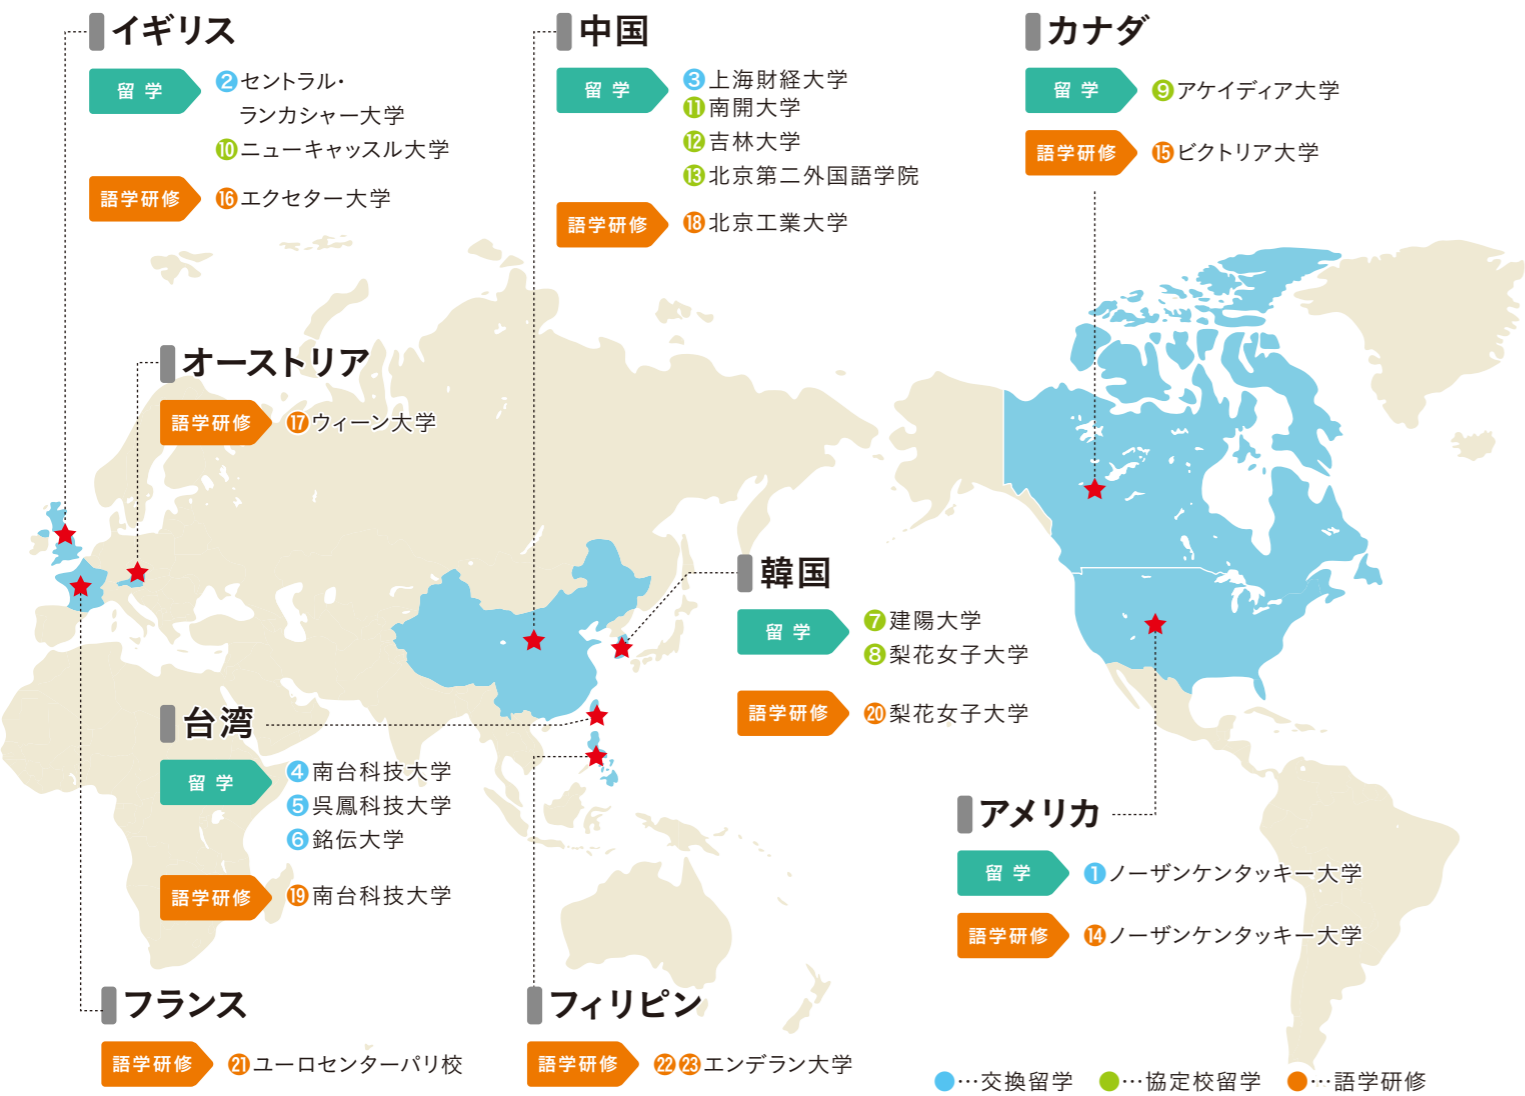 イギリス
留学
②セントラル・
ランカシャー大学
⑩ニューキャッスル大学
語学研修
⑯エクセター大学
中国
留学
③上海財経大学
⑪南開大学
⑫吉林大学
⑬北京第二外国語学院
語学研修
⑱北京工業大学
カナダ
留学
⑨アケイディア大学
語学研修
⑮ビクトリア大学
オーストリア
語学研修
⑰ウィーン大学
韓国
留学
⑦建陽大学
⑧梨花女子大学
語学研修
⑳梨花女子大学
台湾
留学
④南台科技大学
⑤呉鳳科技大学
⑥銘伝大学
語学研修
⑲南台科技大学
アメリカ
留学
①ノーザンケンタッキー大学
語学研修
⑭ノーザンケンタッキー大学
フランス
語学研修
㉑ユーロセンターパリ校
フィリピン
語学研修
㉒㉓エンデラン大学
●…交換留学 ●…協定校留学 ●…語学研修